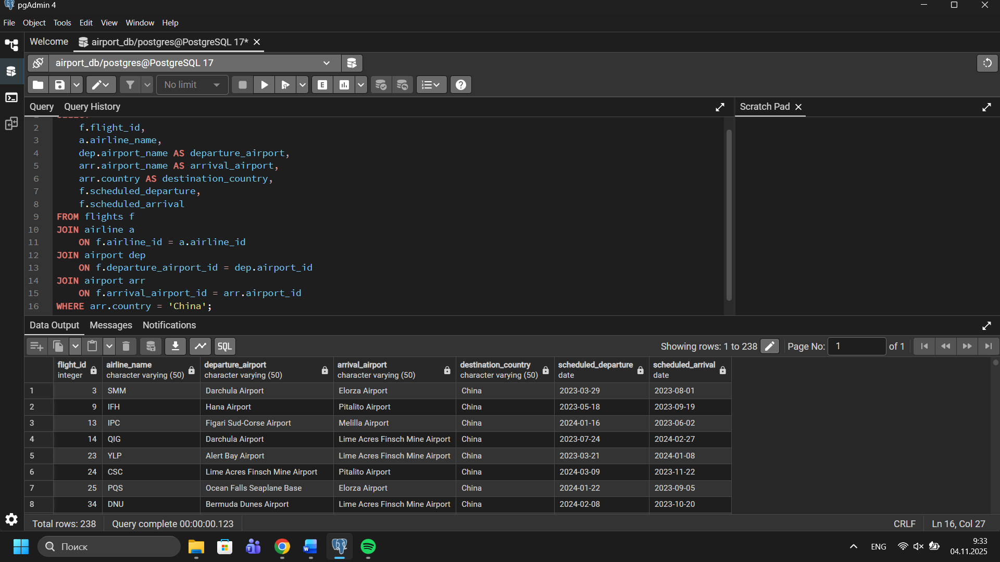 pgAdmin 4
File Object Tools Edit View Window Help
Welcome airport_db/postgres@PostgreSQL 17*
airport_db/postgres@PostgreSQL 17
No limit
Query Query History
Scratch Pad
2 f.flight_id,
3 a.airline_name,
4 dep.airport_name AS departure_airport,
5 arr.airport_name AS arrival_airport,
6 arr.country AS destination_country,
7 f.scheduled_departure,
8 f.scheduled_arrival
9 FROM flights f
10 JOIN airline a
11 ON f.airline_id = a.airline_id
12 JOIN airport dep
13 ON f.departure_airport_id = dep.airport_id
14 JOIN airport arr
15 ON f.arrival_airport_id = arr.airport_id
16 WHERE arr.country = 'China';
Data Output Messages Notifications
SQL Showing rows: 1 to 238 Page No: 1 of 1
flight_id airline_name departure_airport arrival_airport destination_country scheduled_departure scheduled_arrival
integer character varying (50) character varying (50) character varying (50) character varying (50) date date
1 3 SMM Darchula Airport Elorza Airport China 2023-03-29 2023-08-01
2 9 IFH Hana Airport Pitalito Airport China 2023-05-18 2023-09-19
3 13 IPC Figari Sud-Corse Airport Melilla Airport China 2024-01-16 2023-06-02
4 14 QIG Darchula Airport Lime Acres Finsch Mine Airport China 2023-07-24 2024-02-27
5 23 YLP Alert Bay Airport Lime Acres Finsch Mine Airport China 2023-03-21 2024-01-08
6 24 CSC Lime Acres Finsch Mine Airport Pitalito Airport China 2024-03-09 2023-11-22
7 25 PQS Ocean Falls Seaplane Base Elorza Airport China 2024-01-22 2023-09-05
8 34 DNU Bermuda Dunes Airport Lime Acres Finsch Mine Airport China 2024-02-08 2023-10-20
Total rows: 238 Query complete 00:00:00.123 CRLF Ln 16, Col 27
Поиск
ENG
9:33
04.11.2025